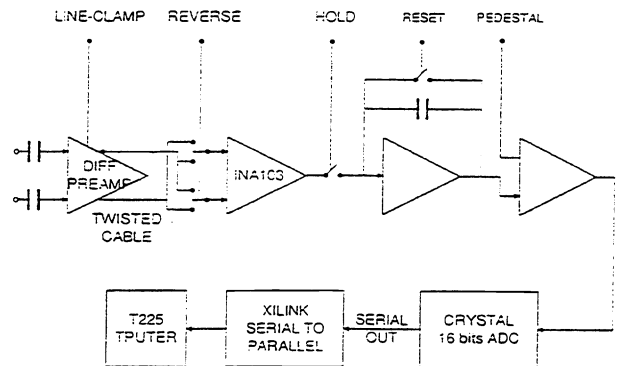 LINE-CLAMP REVERSE HOLD RESET PEDESTAL
DIFF
PREAMP
INA103
TWISTED
CABLE
T225
TPUTER
XILINK
SERIAL TO
PARALLEL
SERIAL
OUT
CRYSTAL
16 bits ADC